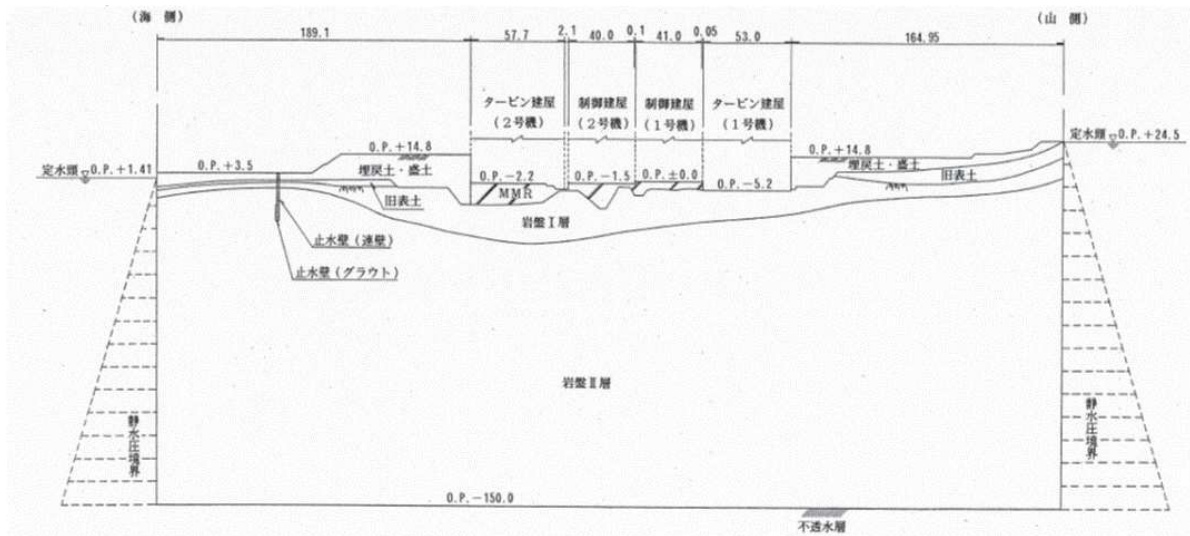 (海 側)
(山 側)
189.1
57.7
2.1
40.0
0.1
41.0
0.05
53.0
164.95
タービン建屋
(2号機)
制御建屋
(2号機)
制御建屋
(1号機)
タービン建屋
(1号機)
定水頭 O.P.+1.41
O.P.+3.5
O.P.+14.8
埋戻土・盛土
O.P.-2.2
MMR
O.P.-1.5
O.P.±0.0
O.P.-5.2
O.P.+14.8
埋戻土・盛土
旧表土
定水頭 O.P.+24.5
旧表土
岩盤Ⅰ層
止水壁(連壁)
止水壁(グラウト)
岩盤Ⅱ層
静水圧境界
静水圧境界
O.P.-150.0
不透水層